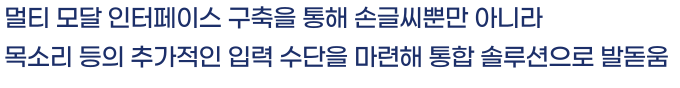 멀티 모달 인터페이스 구축을 통해 손글씨뿐만 아니라
목소리 등의 추가적인 입력 수단을 마련해 통합 솔루션으로 발돋움